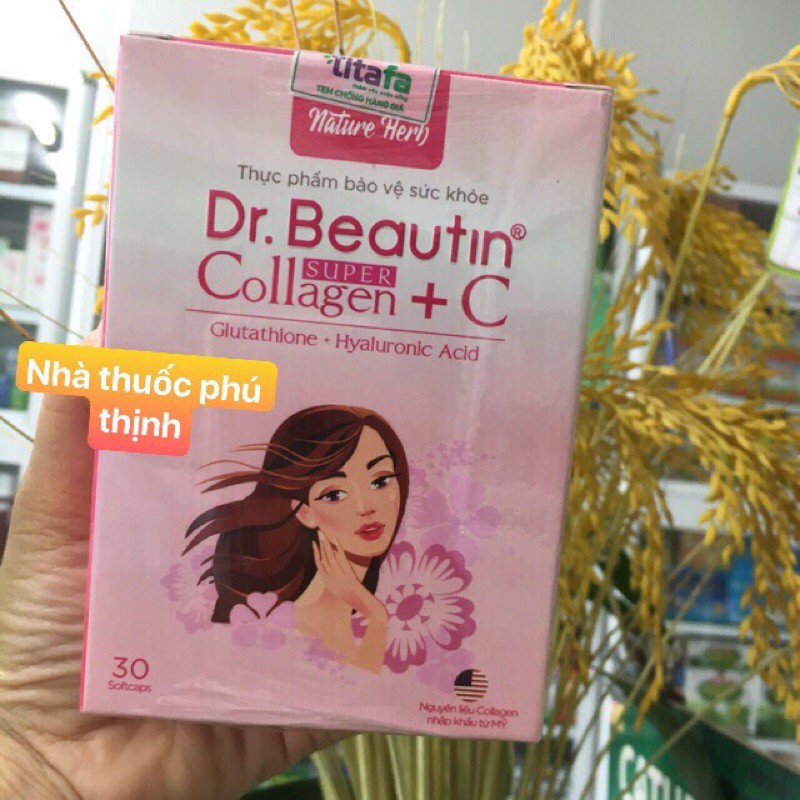 titafa
TEM CHỐNG HÀNG GIẢ
Nature Herb
Thực phẩm bảo vệ sức khỏe
Dr. Beautin®
SUPER
Collagen + C
Glutathione + Hyaluronic Acid
Nhà thuốc phú
thịnh
30
Softcaps
Nguyên liệu Collagen
nhập khẩu từ MỸ